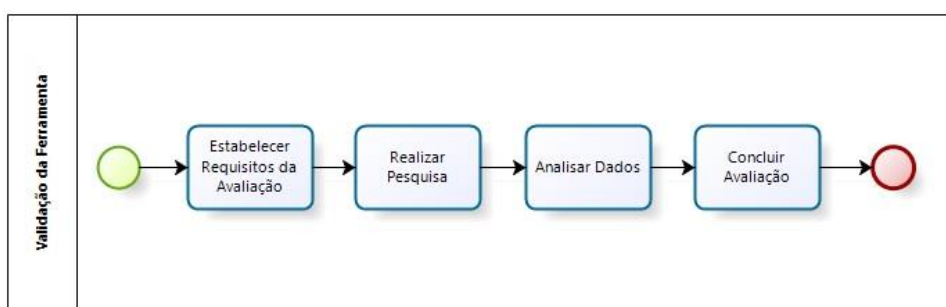 Validação da Ferramenta
Estabelecer
Requisitos da
Avaliação
Realizar
Pesquisa
Analisar Dados
Concluir
Avaliação